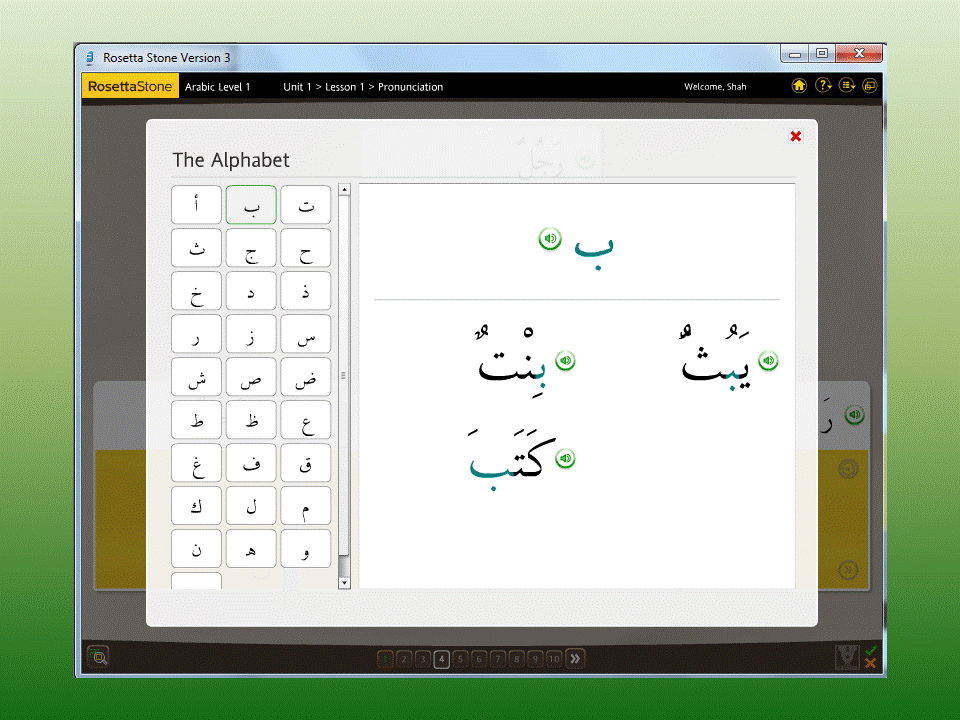 Rosetta Stone Version 3
RosettaStone Arabic Level 1 Unit 1 > Lesson 1 > Pronunciation Welcome, Shah
رَجُلٌ
The Alphabet
أ ب ت
ث ج ح
خ د ذ
ر ز س
ش ص ض
ط ظ ع
غ ف ق
ك ل م
ن ه و
ب
يَبُثُّ
بِنْتٌ
كَتَبَ
رَ
1 2 3 4 5 6 7 8 9 10